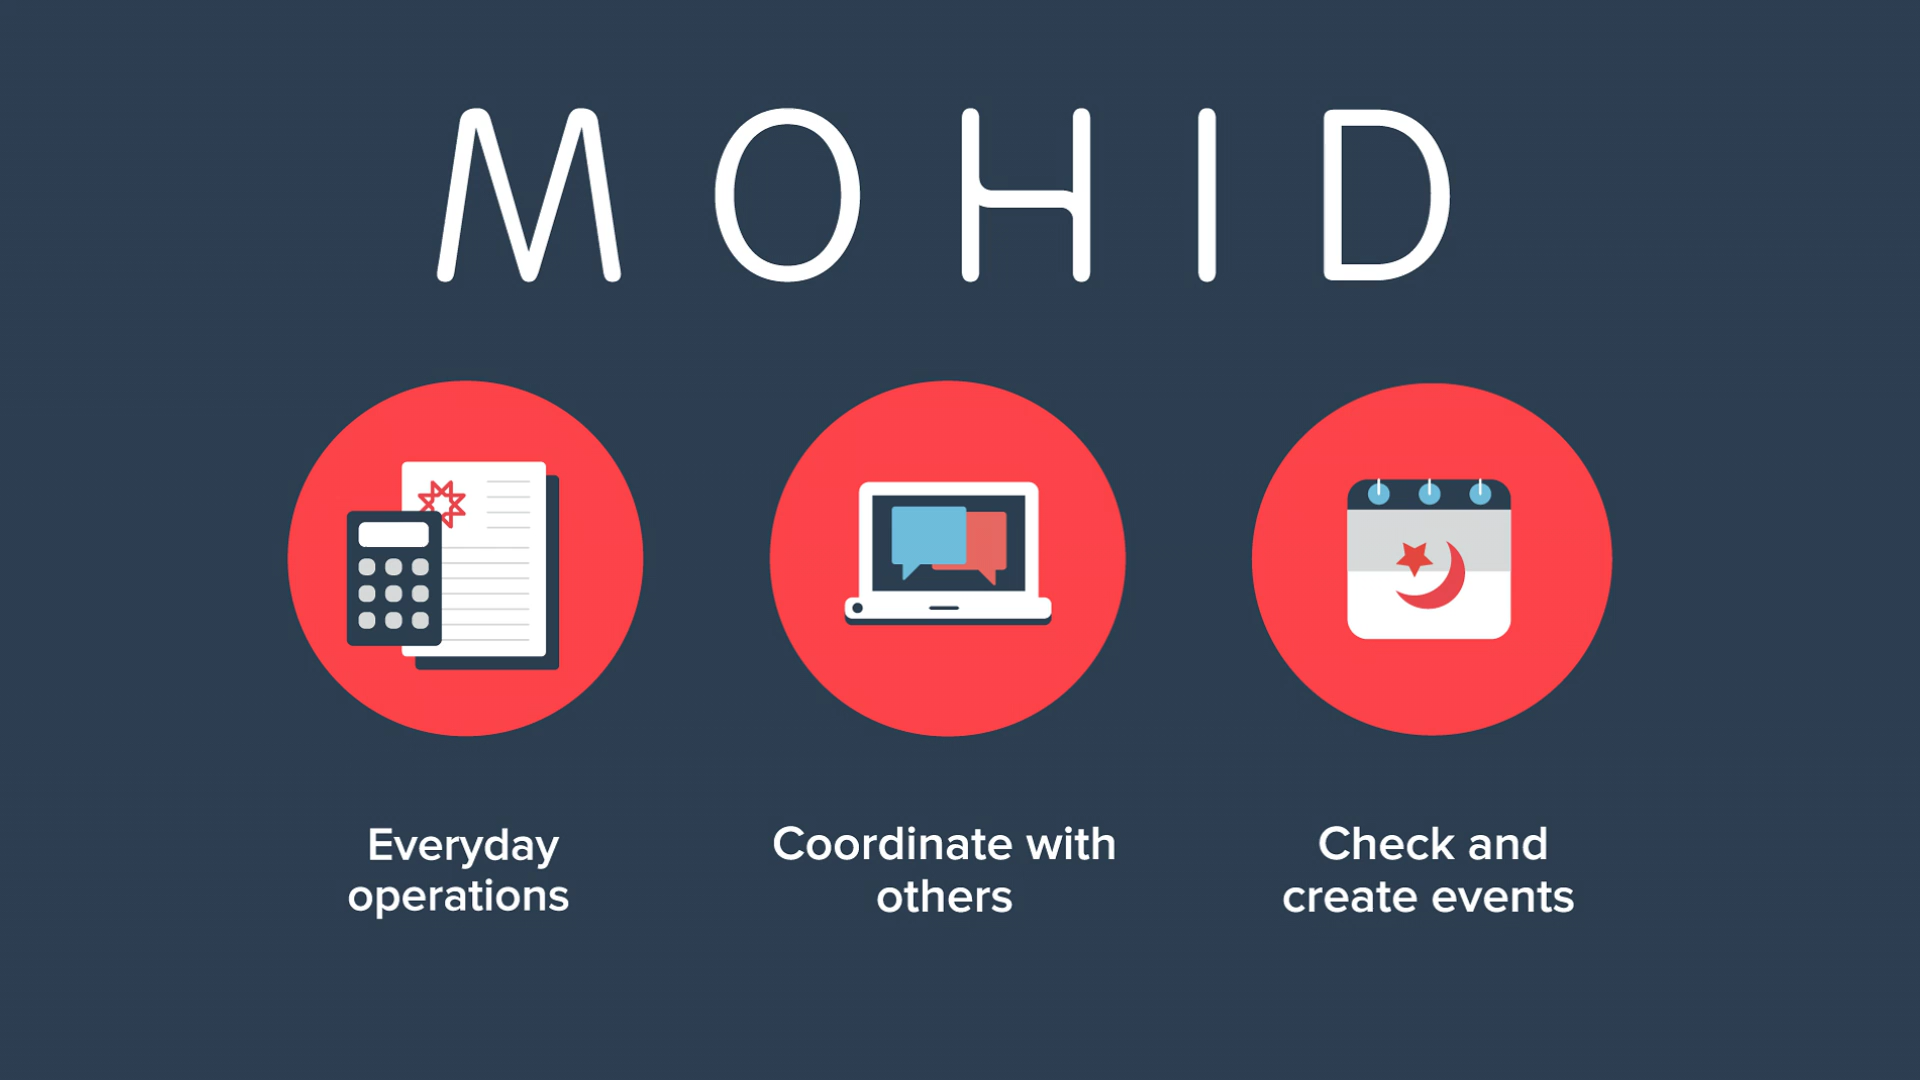 MOHID
Everyday
operations
Coordinate with
others
Check and
create events